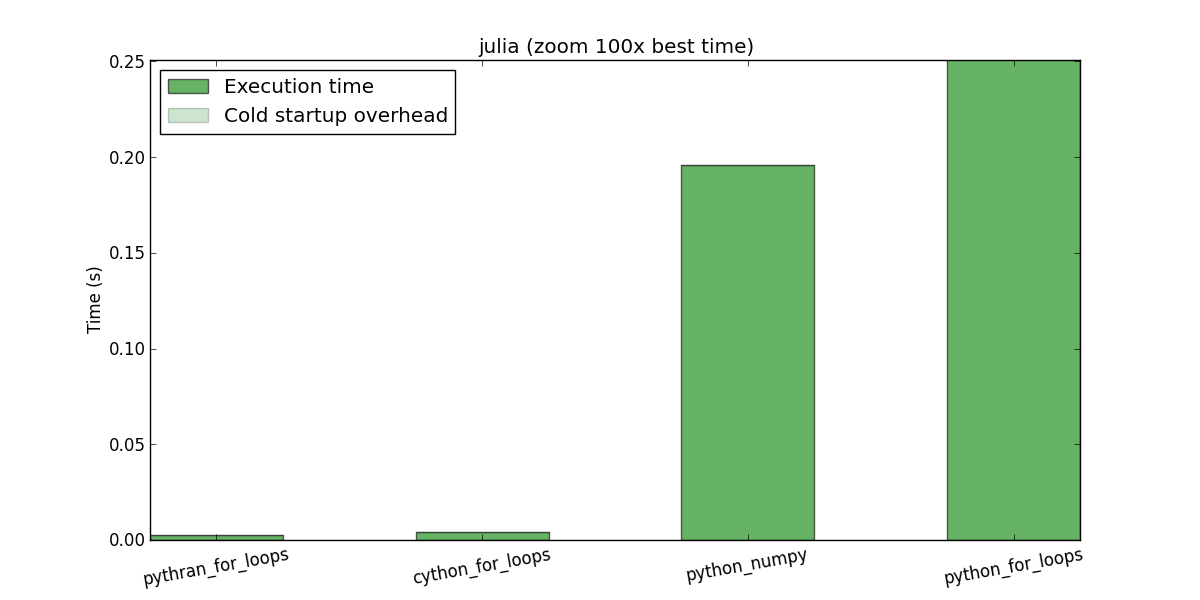 julia (zoom 100x best time)
Execution time
Cold startup overhead
Time (s)
0.25
0.20
0.15
0.10
0.05
0.00
pythran_for_loops
cython_for_loops
python_numpy
python_for_loops